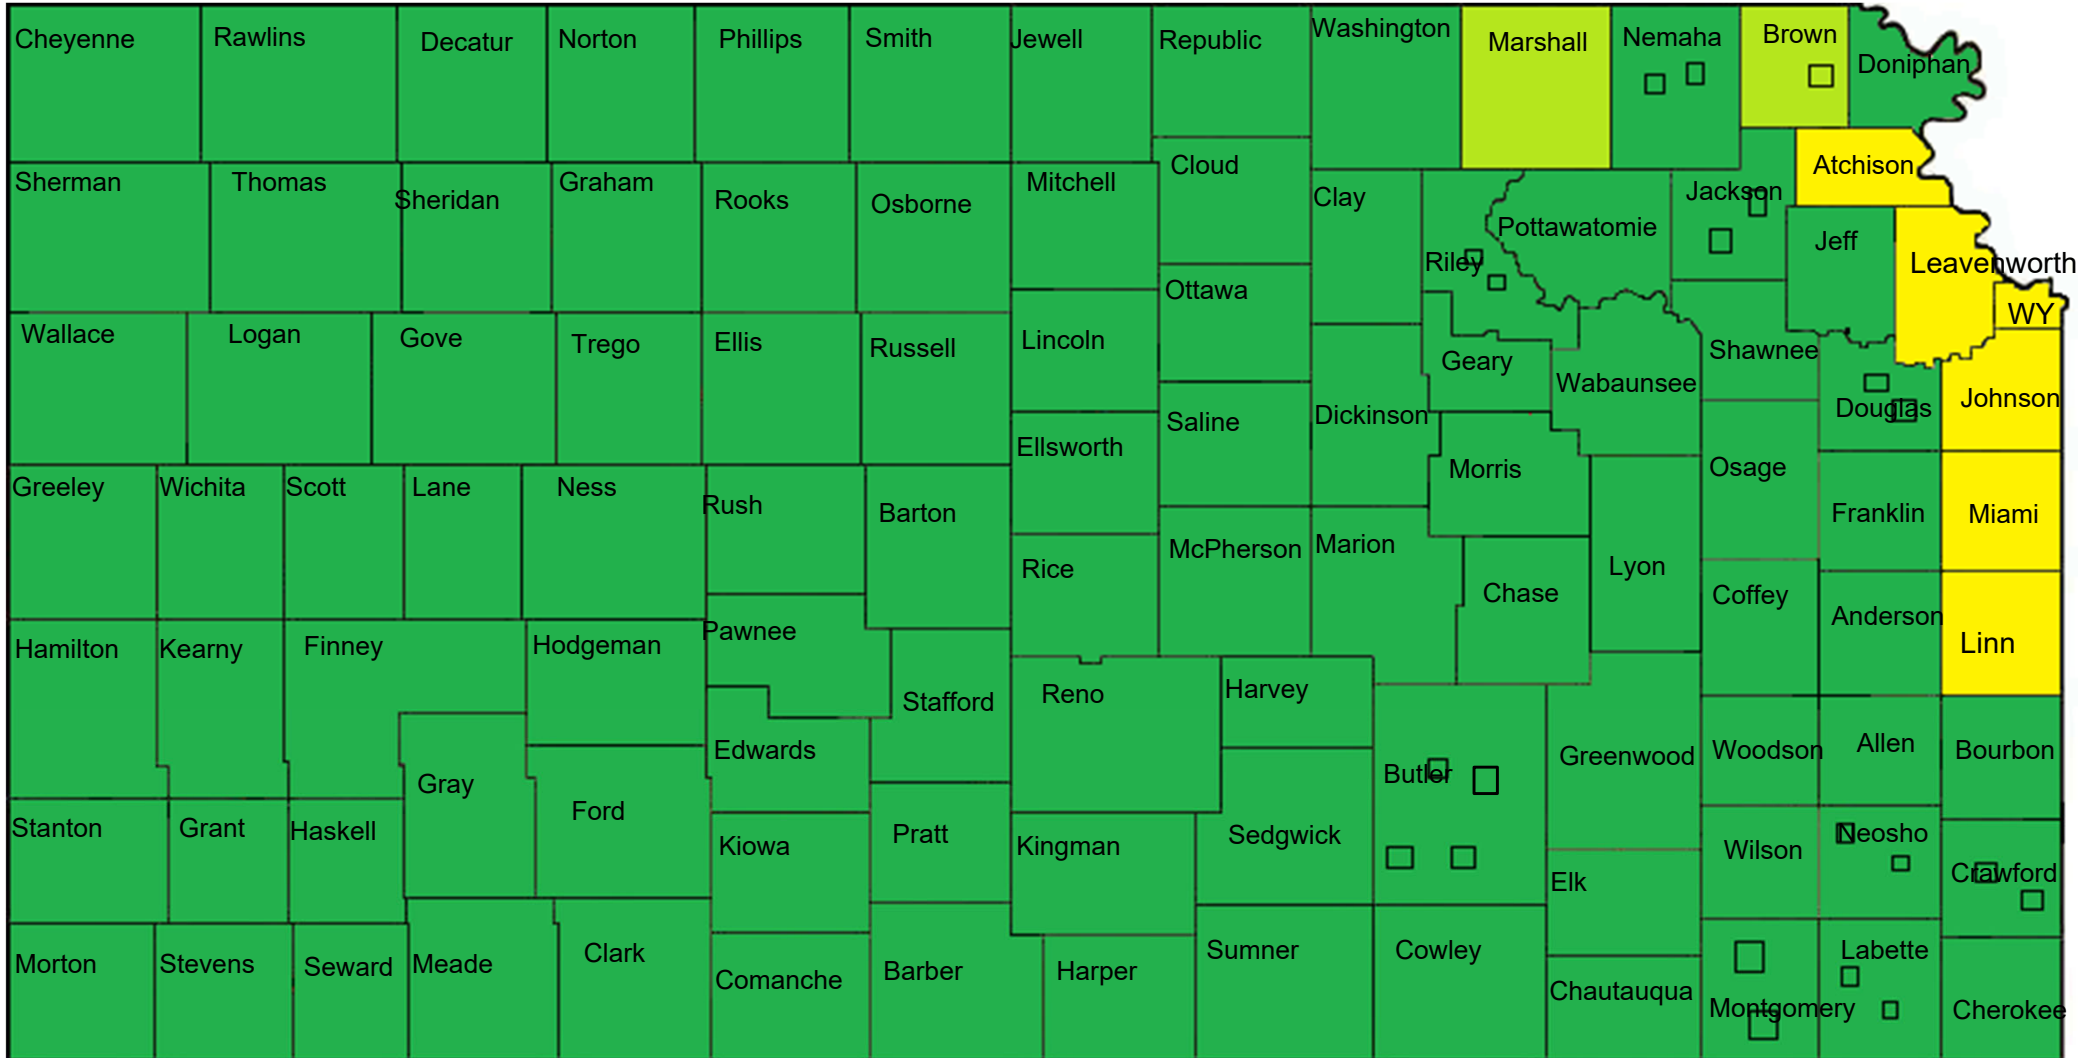 Cheyenne
Rawlins
Decatur
Norton
Phillips
Smith
Jewell
Republic
Washington
Marshall
Nemaha
Brown
Doniphan
Sherman
Thomas
Sheridan
Graham
Rooks
Osborne
Mitchell
Cloud
Clay
Riley
Pottawatomie
Jackson
Atchison
Jeff
Leavenworth
WY
Wallace
Logan
Gove
Trego
Ellis
Russell
Lincoln
Ottawa
Saline
Dickinson
Geary
Wabaunsee
Shawnee
Douglas
Johnson
Greeley
Wichita
Scott
Lane
Ness
Rush
Barton
Ellsworth
Rice
McPherson
Marion
Morris
Chase
Lyon
Osage
Franklin
Miami
Coffey
Anderson
Linn
Hamilton
Kearny
Finney
Hodgeman
Pawnee
Stafford
Edwards
Reno
Harvey
Gray
Ford
Butler
Greenwood
Woodson
Allen
Bourbon
Stanton
Grant
Haskell
Kiowa
Pratt
Kingman
Sedgwick
Elk
Wilson
Neosho
Crawford
Morton
Stevens
Seward
Meade
Clark
Comanche
Barber
Harper
Sumner
Cowley
Chautauqua
Montgomery
Labette
Cherokee